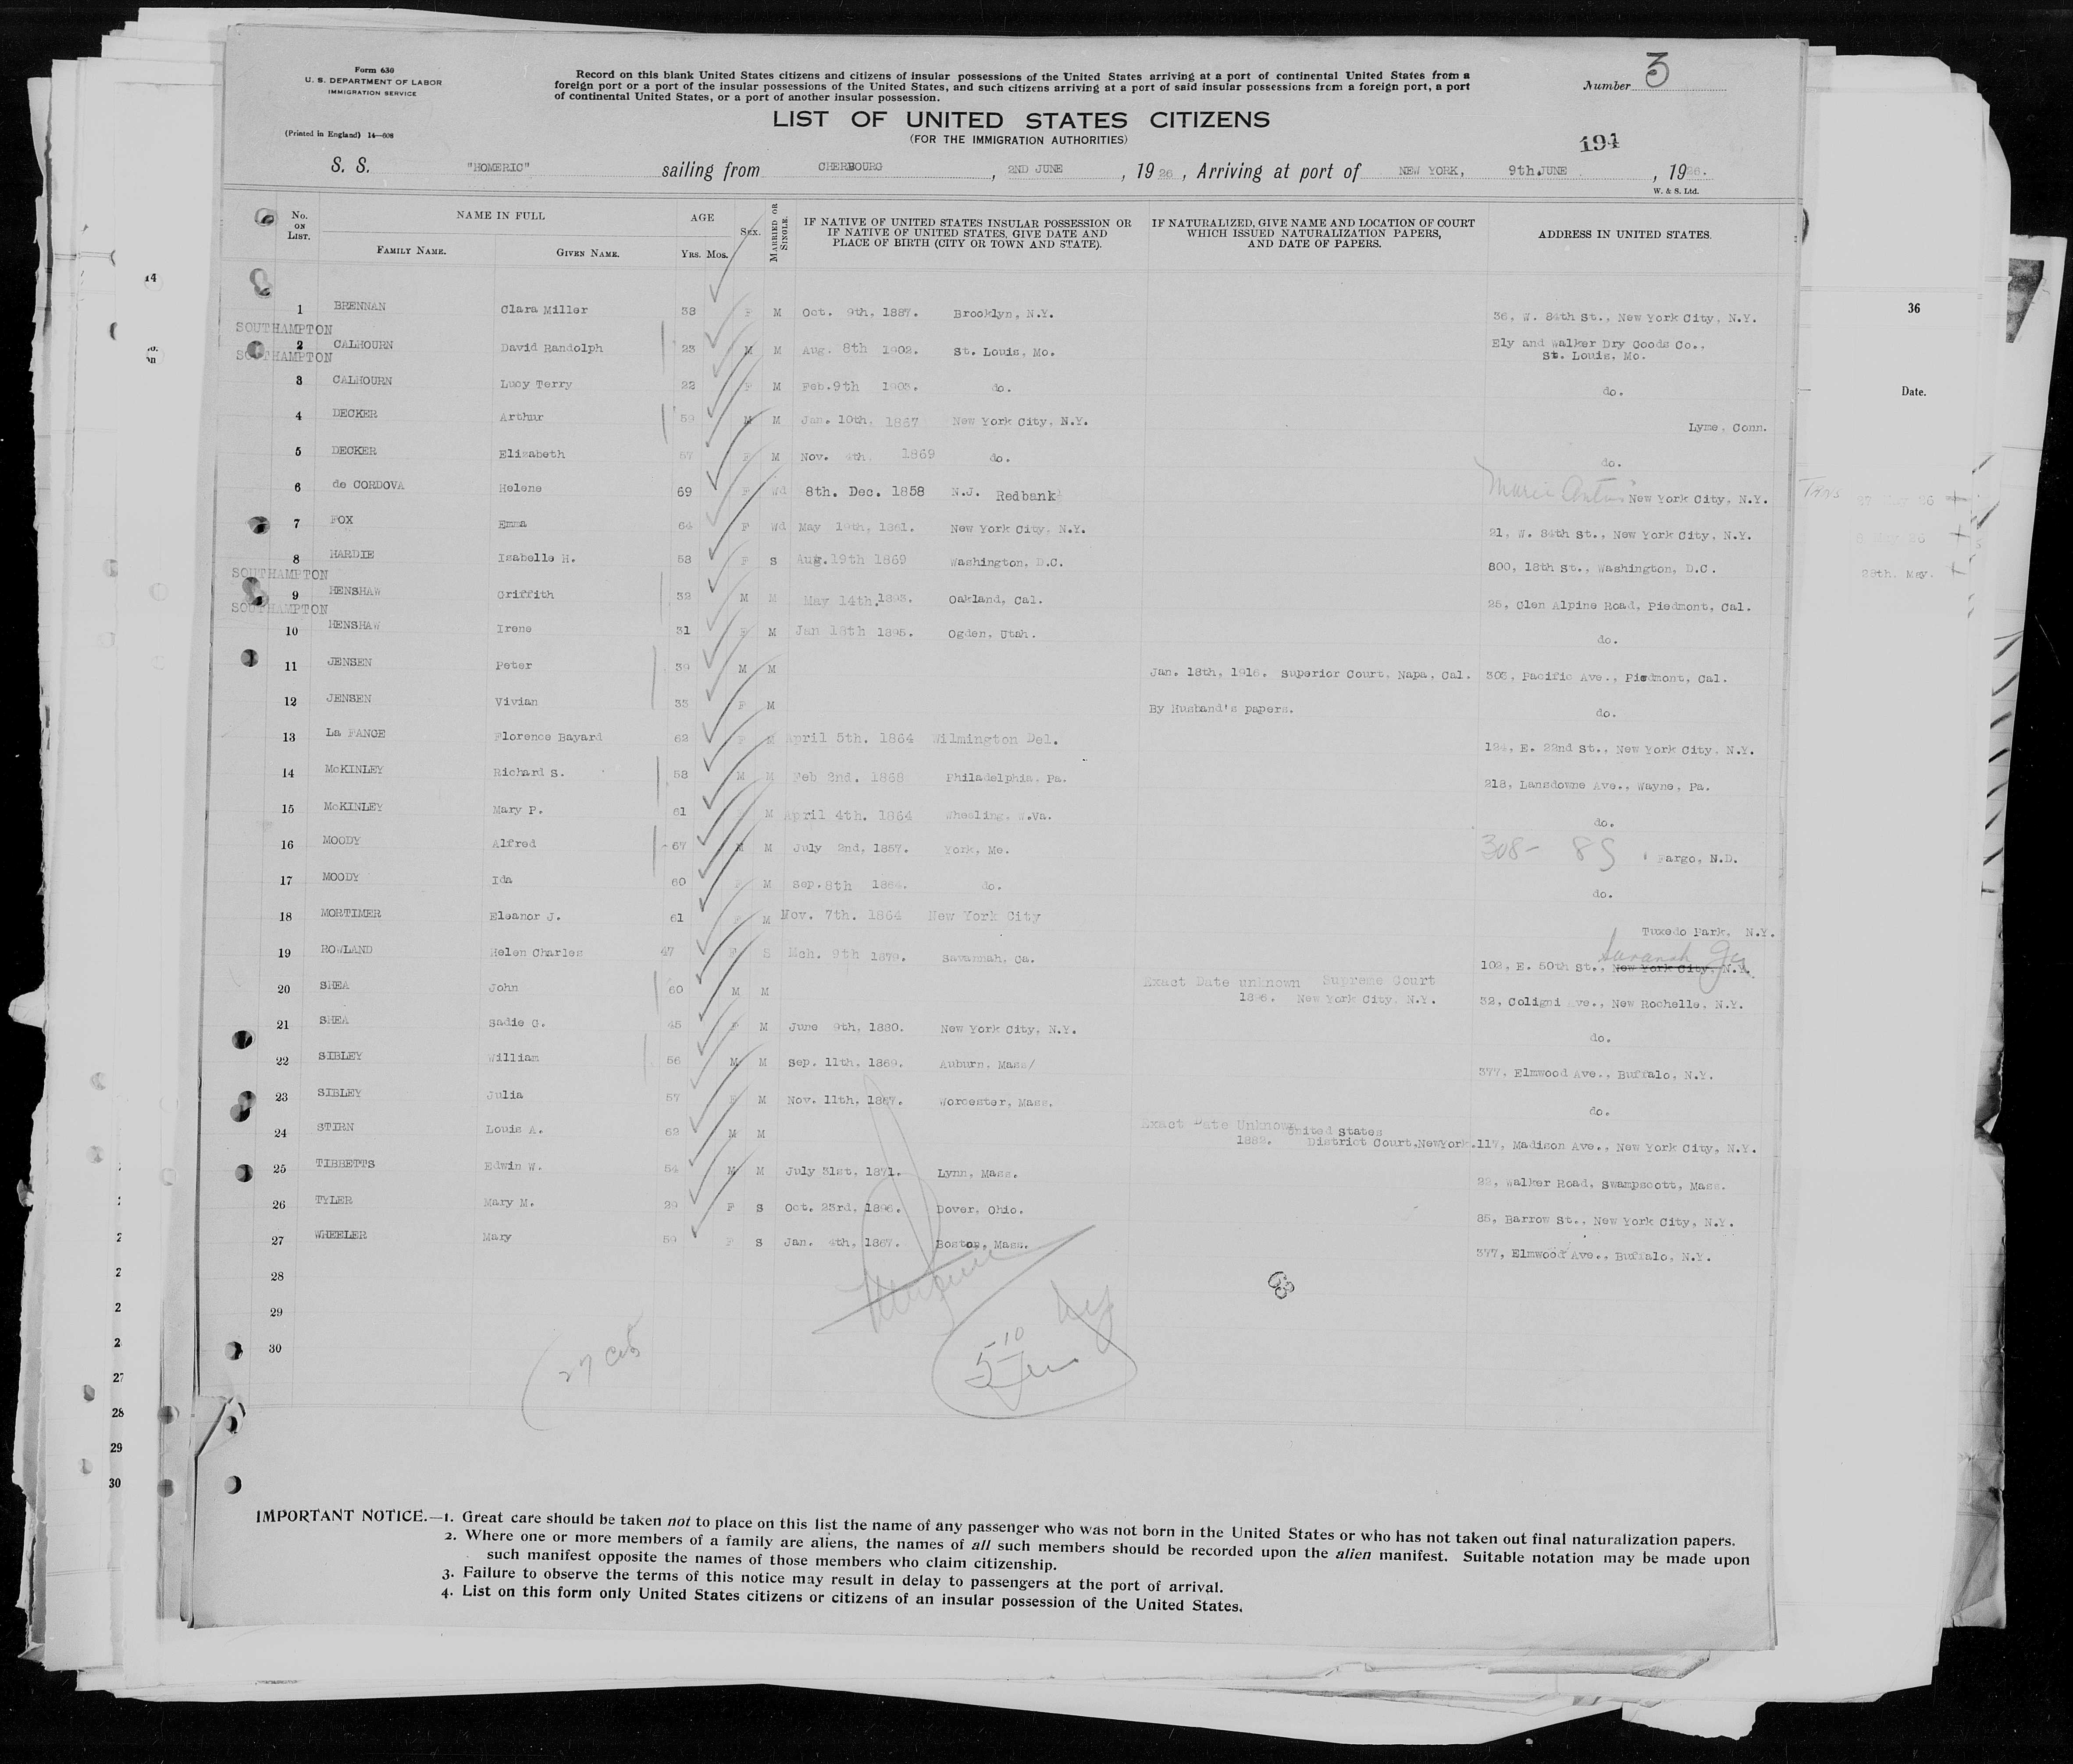 Form 630
U. S. DEPARTMENT OF LABOR
IMMIGRATION SERVICE
(Printed in England) 14—608
Record on this blank United States citizens and citizens of insular possessions of the United States arriving at a port of continental United States from a
foreign port or a port of the insular possessions of the United States, and such citizens arriving at a port of said insular possessions from a foreign port, a port
of continental United States, or a port of another insular possession.
Number 3
LIST OF UNITED STATES CITIZENS
(FOR THE IMMIGRATION AUTHORITIES)
194
S. S. "HOMERIC" sailing from CHERBOURG, 2ND JUNE, 1926, Arriving at port of NEW YORK, 9th.JUNE, 1926.
W. & S. Ltd.
No. ON LIST. NAME IN FULL FAMILY NAME. GIVEN NAME. AGE YRS. MOS. SEX. MARRIED OR SINGLE. IF NATIVE OF UNITED STATES INSULAR POSSESSION OR IF NATIVE OF UNITED STATES, GIVE DATE AND PLACE OF BIRTH (CITY OR TOWN AND STATE). IF NATURALIZED, GIVE NAME AND LOCATION OF COURT WHICH ISSUED NATURALIZATION PAPERS, AND DATE OF PAPERS. ADDRESS IN UNITED STATES.
1 BRENNAN Clara Miller 38 F M Oct. 9th, 1887. Brooklyn, N.Y. 36, W. 84th St., New York City, N.Y.
SOUTHAMPTON
2 CALHOURN David Randolph 23 M M Aug. 8th 1902. St. Louis, Mo. Ely and Walker Dry Goods Co., St. Louis, Mo.
SOUTHAMPTON
3 CALHOURN Lucy Terry 22 F M Feb.9th 1903. do. do.
4 DECKER Arthur 59 M M Jan. 10th, 1867 New York City, N.Y. Lyme, Conn.
5 DECKER Elizabeth 57 F M Nov. 4th. 1869 do. do.
6 de CORDOVA Helene 69 F Wd 8th. Dec. 1858 N.J. Redbank New York City, N.Y.
7 FOX Emma 64 F Wd May 19th, 1861. New York City, N.Y. 21, W. 84th St., New York City, N.Y.
8 HARDIE Isabelle H. 58 F S Aug.19th 1869 Washington, D.C. 800, 18th St., Washington, D.C.
SOUTHAMPTON
9 HENSHAW Griffith 32 M M May 14th.1893. Oakland, Cal. 25, Glen Alpine Road, Piedmont, Cal.
SOUTHAMPTON
10 HENSHAW Irene 31 F M Jan 18th 1895. Ogden, Utah. do.
11 JENSEN Peter 39 M M Jan. 18th, 1916. Superior Court, Napa, Cal. 305, Pacific Ave., Piedmont, Cal.
12 JENSEN Vivian 33 F M By Husband's papers. do.
13 La FANGE Florence Bayard 62 F M April 5th. 1864 Wilmington Del. 124, E. 22nd St., New York City, N.Y.
14 McKINLEY Richard S. 58 M M Feb 2nd. 1868 Philadelphia, Pa. 218, Lansdowne Ave., Wayne, Pa.
15 McKINLEY Mary P. 61 M April 4th. 1864 Wheeling, W.Va. do.
16 MOODY Alfred 67 M M July 2nd, 1857. York, Me. 308- 8 S Fargo, N.D.
17 MOODY Ida 60 F M Sep.8th 1864. do. do.
18 MORTIMER Eleanor J. 61 F M Nov. 7th. 1864 New York City Tuxedo Park, N.Y.
19 ROWLAND Helen Charles 47 F S Mch. 9th 1879. Savannah, Ga. 102, E. 50th St., New York City, N.Y. Savanah Ga
20 SHEA John 60 M M Exact Date unknown Supreme Court 1896. New York City, N.Y. 32, Coligni Ave., New Rochelle, N.Y.
21 SHEA Sadie C. 45 F M June 9th, 1880. New York City, N.Y. do.
22 SIBLEY William 56 M M Sep. 11th, 1869. Auburn, Mass/ 377, Elmwood Ave., Buffalo, N.Y.
23 SIBLEY Julia 57 F M Nov. 11th, 1867. Worcester, Mass. do.
24 STIRN Louis A. 62 M M Exact Date Unknown 1882. United States District Court,NewYork. 117, Madison Ave., New York City, N.Y.
25 TIBBETTS Edwin W. 54 M M July 31st, 1871. Lynn, Mass. 22, Walker Road, Swampscott, Mass.
26 TYLER Mary M. 29 F S Oct. 23rd, 1896. Dover, Ohio. 85, Barrow St., New York City, N.Y.
27 WHEELER Mary 59 F S Jan. 4th, 1867. Boston, Mass. 377, Elmwood Ave., Buffalo, N.Y.
28
29
30
63
IMPORTANT NOTICE.—1. Great care should be taken not to place on this list the name of any passenger who was not born in the United States or who has not taken out final naturalization papers.
2. Where one or more members of a family are aliens, the names of all such members should be recorded upon the alien manifest. Suitable notation may be made upon
such manifest opposite the names of those members who claim citizenship.
3. Failure to observe the terms of this notice may result in delay to passengers at the port of arrival.
4. List on this form only United States citizens or citizens of an insular possession of the United States.
14
36
Date.
28th. May.
27
28
29
30